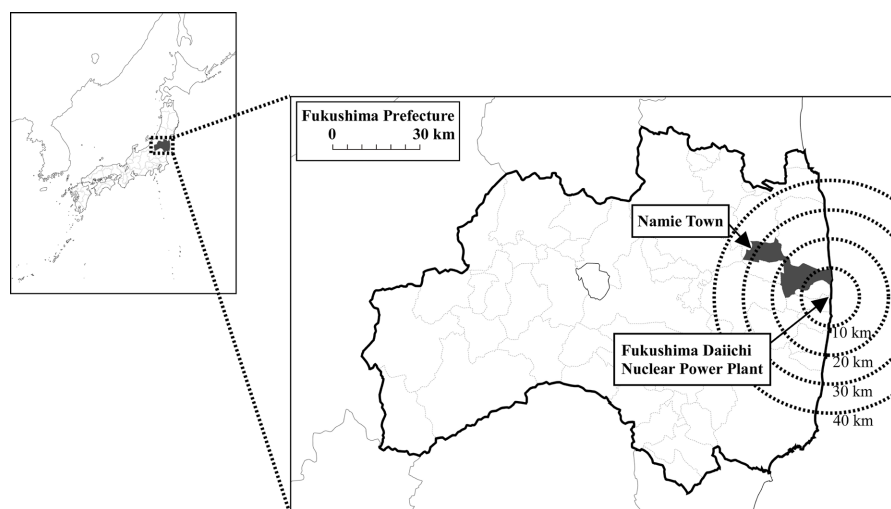 Fukushima Prefecture
0 30 km
Namie Town
Fukushima Daiichi
Nuclear Power Plant
10 km
20 km
30 km
40 km